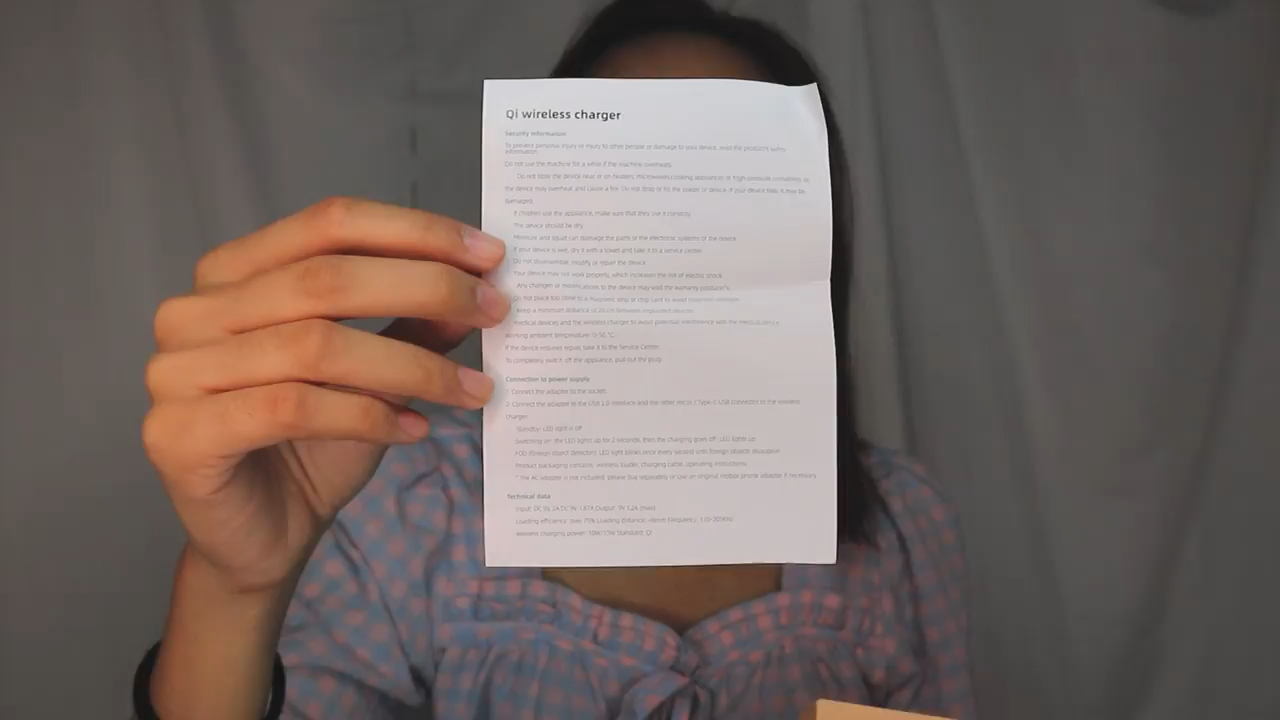 Qi wireless charger
Security information
To prevent personal injury or injury to other people or damage to your device, read the product's safety
information.
Do not use the machine for a while if the machine overheats.
Do not store the device near or on heaters, microwaves, cooking appliances or high-pressure containers, as
the device may overheat and cause a fire. Do not drop or hit the loader or device. If your device falls, it may be
damaged.
If children use the appliance, make sure that they use it correctly.
The device should be dry.
Moisture and liquid can damage the parts or the electronic systems of the device.
If your device is wet, dry it with a towel and take it to a service center.
Do not disassemble, modify or repair the device.
Your device may not work properly, which increases the risk of electric shock.
Any changes or modifications to the device may void the warranty producer's.
Do not place too close to a magnetic strip or chip card to avoid
Keep a minimum distance of 20 cm between implanted
medical devices and the wireless charger to avoid potential interference with the medical device.
Working ambient temperature: 0-50 °C.
If the device requires repair, take it to the Service Center.
To completely switch off the appliance, pull out the plug.
Connection to power supply
1. Connect the adapter to the socket.
2. Connect the adapter to the USB 2.0 interface and the other micro / Type-C USB connected to the wireless
charger.
Standby: LED light is off
Switching on: the LED lights up for 2 seconds, then the charging goes off, LED lights up
FOD (foreign object detection): LED light blinks once every second until foreign objects disappear
Product packaging contains: wireless loader, charging cable, operating instructions
* The AC adapter is not included, please buy separately or use an original mobile phone adapter if necessary
Technical data
Input: DC 5V, 2A DC 9V, 1.67A Output: 9V 1.2A (max)
Loading efficiency: over 75% Loading distance: Frequency: 110-205KHz
Wireless charging power: 10W/ Standard: Qi